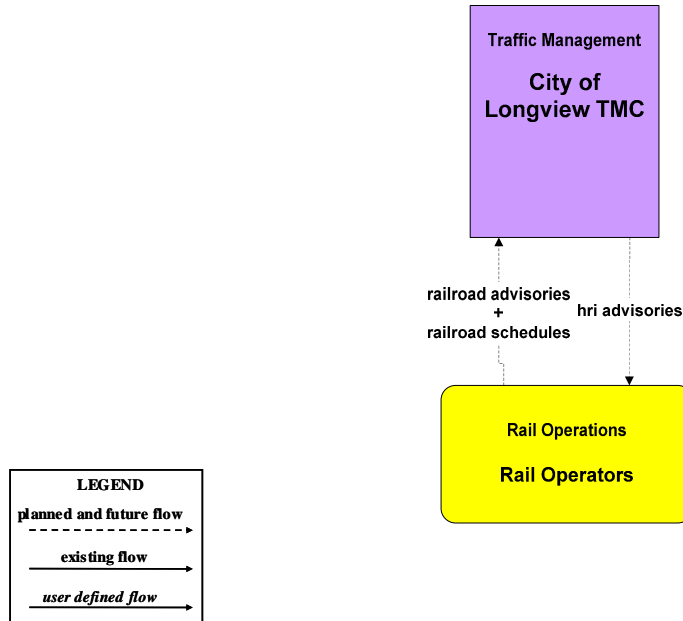 Traffic Management
City of
Longview TMC
railroad advisories
+
railroad schedules
hri advisories
Rail Operations
Rail Operators
LEGEND
planned and future flow
existing flow
user defined flow